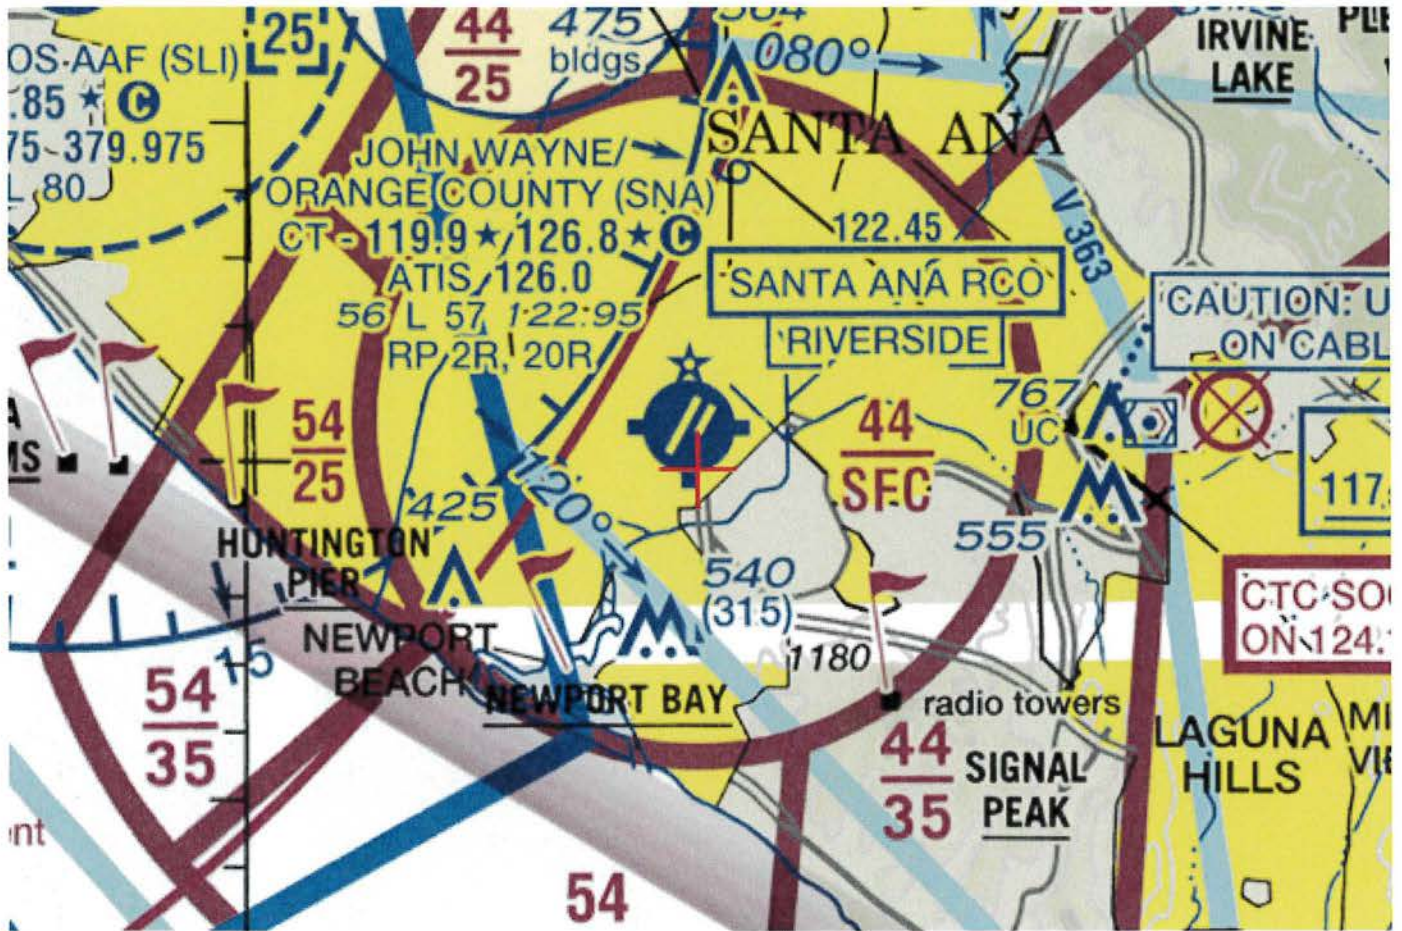 25
44
25
475
bldgs
080°
IRVINE
LAKE
OS-AAF (SLI)
.85 ★ C
75-379.975
L 80
SANTA ANA
JOHN WAYNE/
ORANGE COUNTY (SNA)
CT - 119.9 ★/126.8 ★ C
ATIS 126.0
56 L 57 122.95
RP 2R, 20R
122.45
SANTA ANA RCO
RIVERSIDE
V 363
CAUTION: U
ON CABL
767
UC
54
25
44
SFC
117.
425
120°
555
HUNTINGTON
PIER
540
(315)
CTC SO
ON 124.
NEWPORT
BEACH
15
54
35
NEWPORT BAY
1180
radio towers
44
35
SIGNAL
PEAK
LAGUNA
HILLS
MI
VIE
nt
54